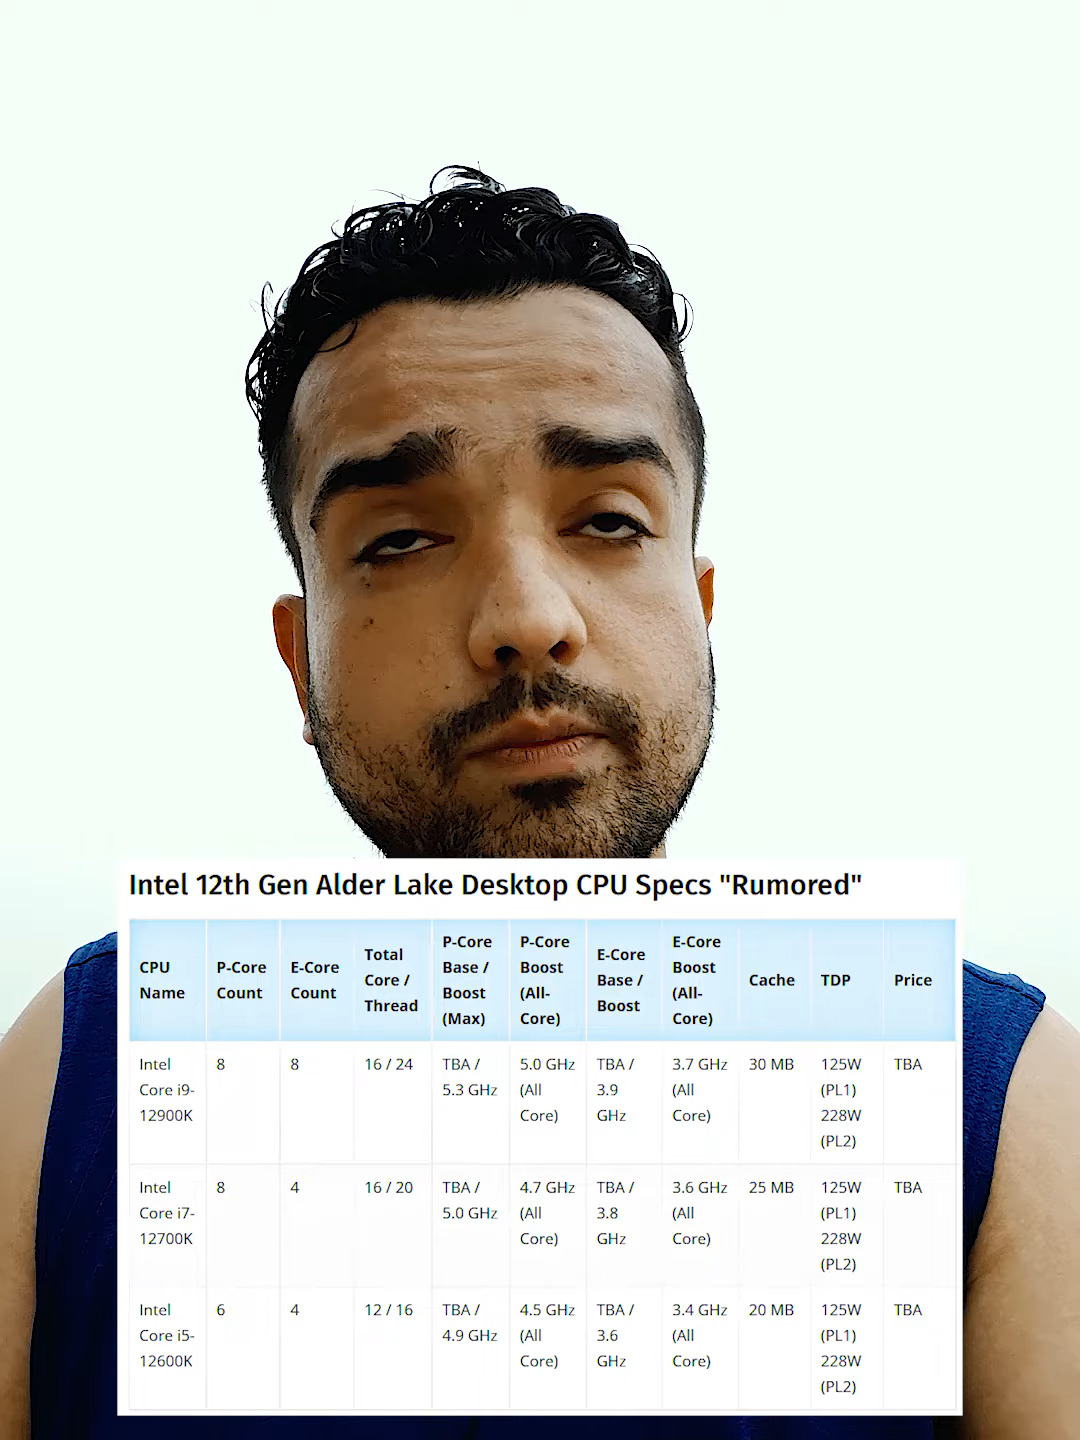 Intel 12th Gen Alder Lake Desktop CPU Specs "Rumored"
CPU Name P-Core Count E-Core Count Total Core / Thread P-Core Base / Boost (Max) P-Core Boost (All-Core) E-Core Base / Boost E-Core Boost (All-Core) Cache TDP Price
Intel Core i9-12900K 8 8 16 / 24 TBA / 5.3 GHz 5.0 GHz (All Core) TBA / 3.9 GHz 3.7 GHz (All Core) 30 MB 125W (PL1) 228W (PL2) TBA
Intel Core i7-12700K 8 4 16 / 20 TBA / 5.0 GHz 4.7 GHz (All Core) TBA / 3.8 GHz 3.6 GHz (All Core) 25 MB 125W (PL1) 228W (PL2) TBA
Intel Core i5-12600K 6 4 12 / 16 TBA / 4.9 GHz 4.5 GHz (All Core) TBA / 3.6 GHz 3.4 GHz (All Core) 20 MB 125W (PL1) 228W (PL2) TBA